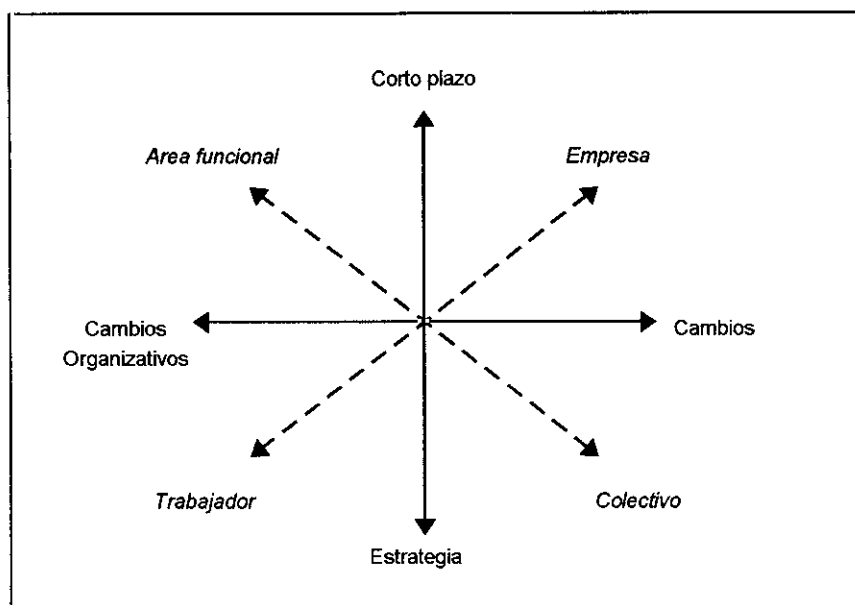 Corto plazo
Area funcional
Empresa
Cambios
Organizativos
Cambios
Trabajador
Colectivo
Estrategia